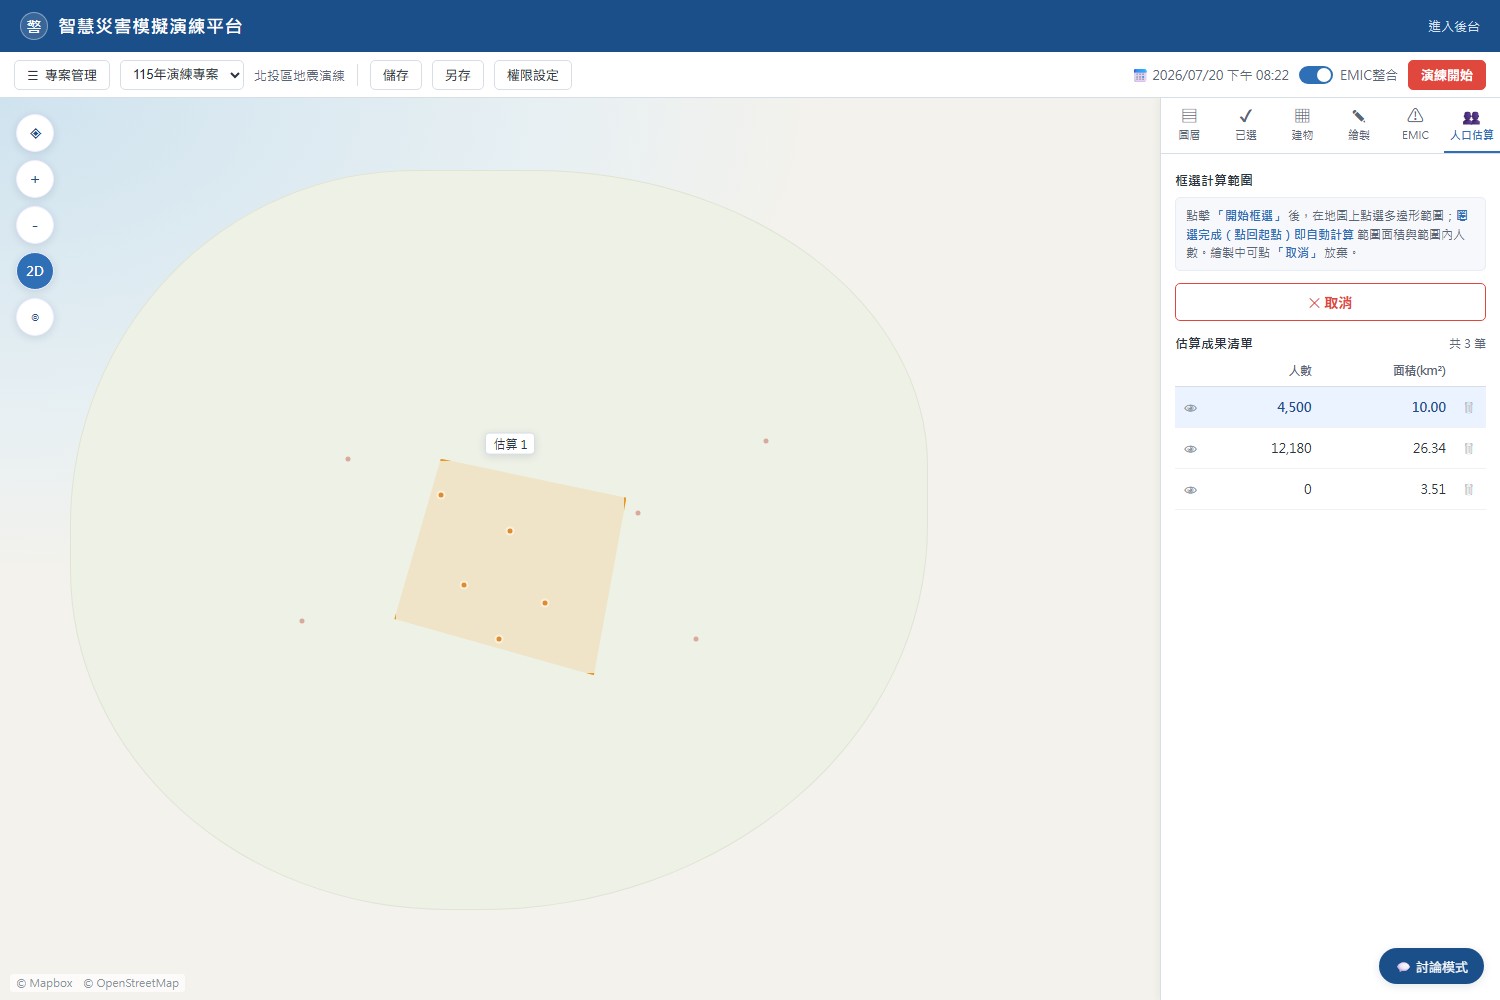 警 智慧災害模擬演練平台
進入後台
☰ 專案管理
115年演練專案
北投區地震演練
儲存
另存
權限設定
2026/07/20 下午 08:22
EMIC整合
演練開始
+
-
2D
圖層
已選
建物
繪製
EMIC
人口估算
框選計算範圍
點擊「開始框選」後，在地圖上點選多邊形範圍；圈
選完成（點回起點）即自動計算 範圍面積與範圍內人
數。繪製中可點「取消」放棄。
× 取消
估算成果清單
共 3 筆
人數 面積(km²)
4,500 10.00
12,180 26.34
0 3.51
估算 1
© Mapbox © OpenStreetMap
討論模式